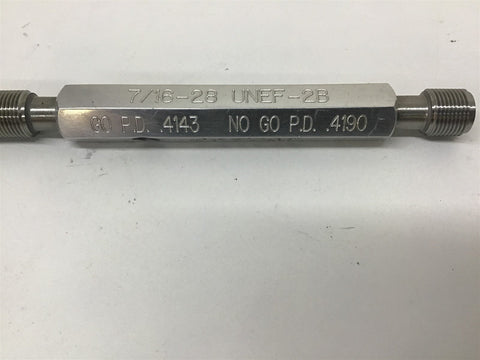 7/16-28 UNEF-2B
GO P.D. .4143 NO GO P.D. .4190